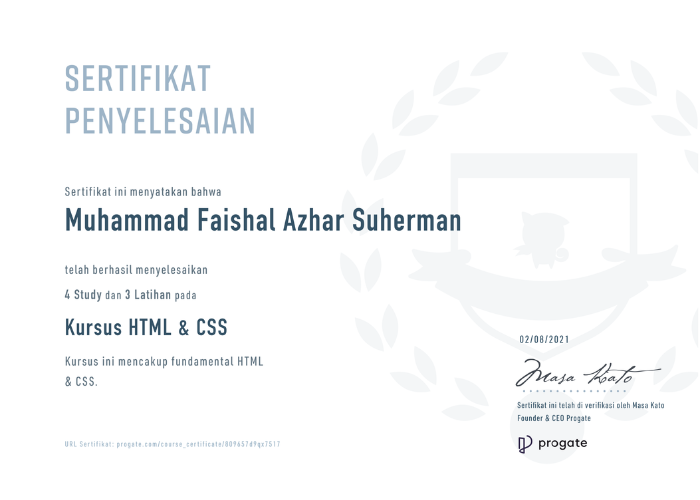 SERTIFIKAT
PENYELESAIAN
Sertifikat ini menyatakan bahwa
Muhammad Faishal Azhar Suherman
telah berhasil menyelesaikan
4 Study dan 3 Latihan pada
Kursus HTML & CSS
Kursus ini mencakup fundamental HTML
& CSS.
02/08/2021
Masa Kato
Sertifikat ini telah di verifikasi oleh Masa Kato
Founder & CEO Progate
progate
URL Sertifikat: progate.com/course_certificate/